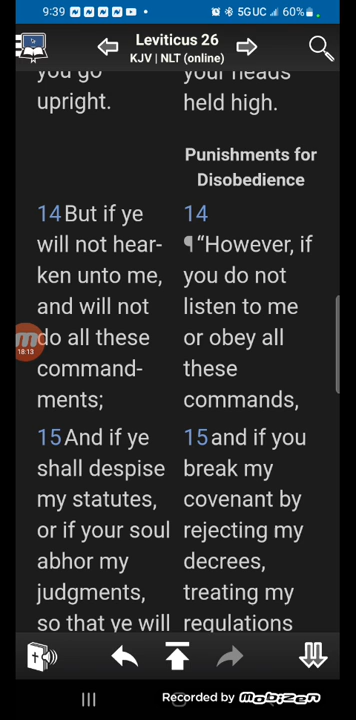 9:39
5GUC 60%
Leviticus 26
KJV | NLT (online)
you go
upright.
14 But if ye
will not hear-
ken unto me,
and will not
do all these
command-
ments;
15 And if ye
shall despise
my statutes,
or if your soul
abhor my
judgments,
so that ye will
your heads
held high.
Punishments for
Disobedience
14
¶ “However, if
you do not
listen to me
or obey all
these
commands,
15 and if you
break my
covenant by
rejecting my
decrees,
treating my
regulations
18:13
Recorded by mobizen